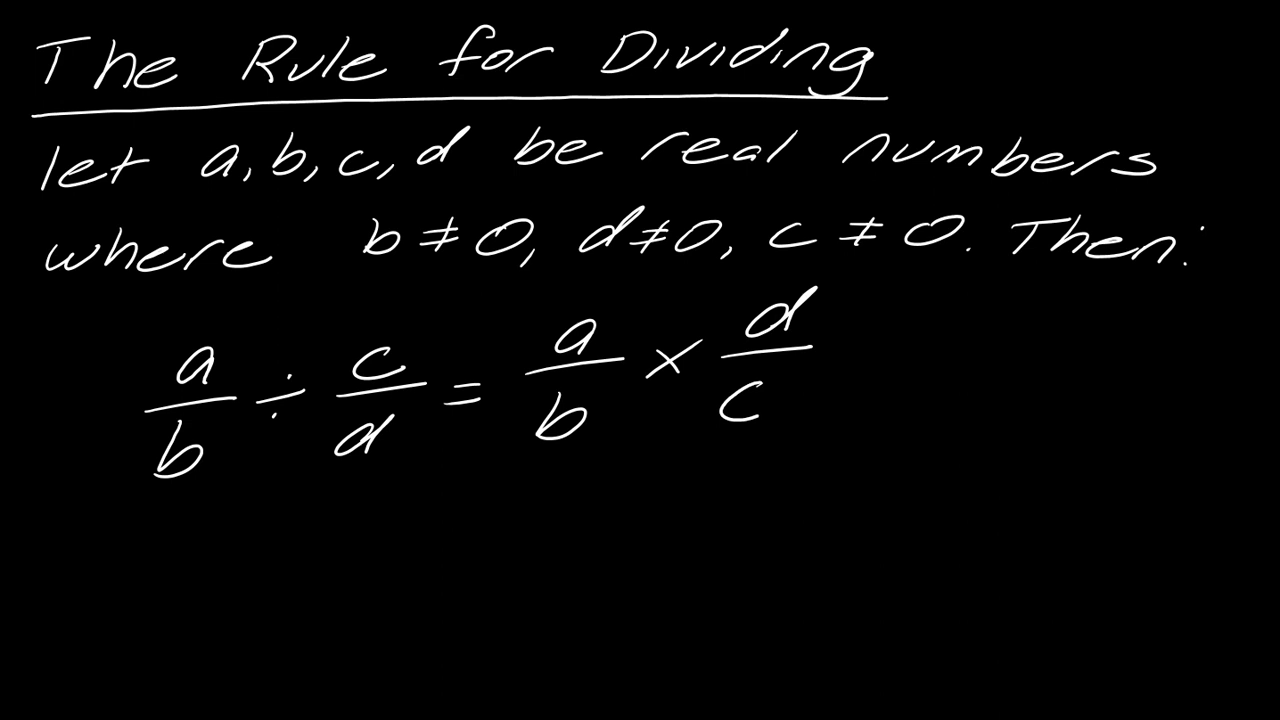 The Rule for Dividing
let a, b, c, d be real numbers
where b ≠ 0, d ≠ 0, c ≠ 0. Then:
a/b ÷ c/d = a/b × d/c